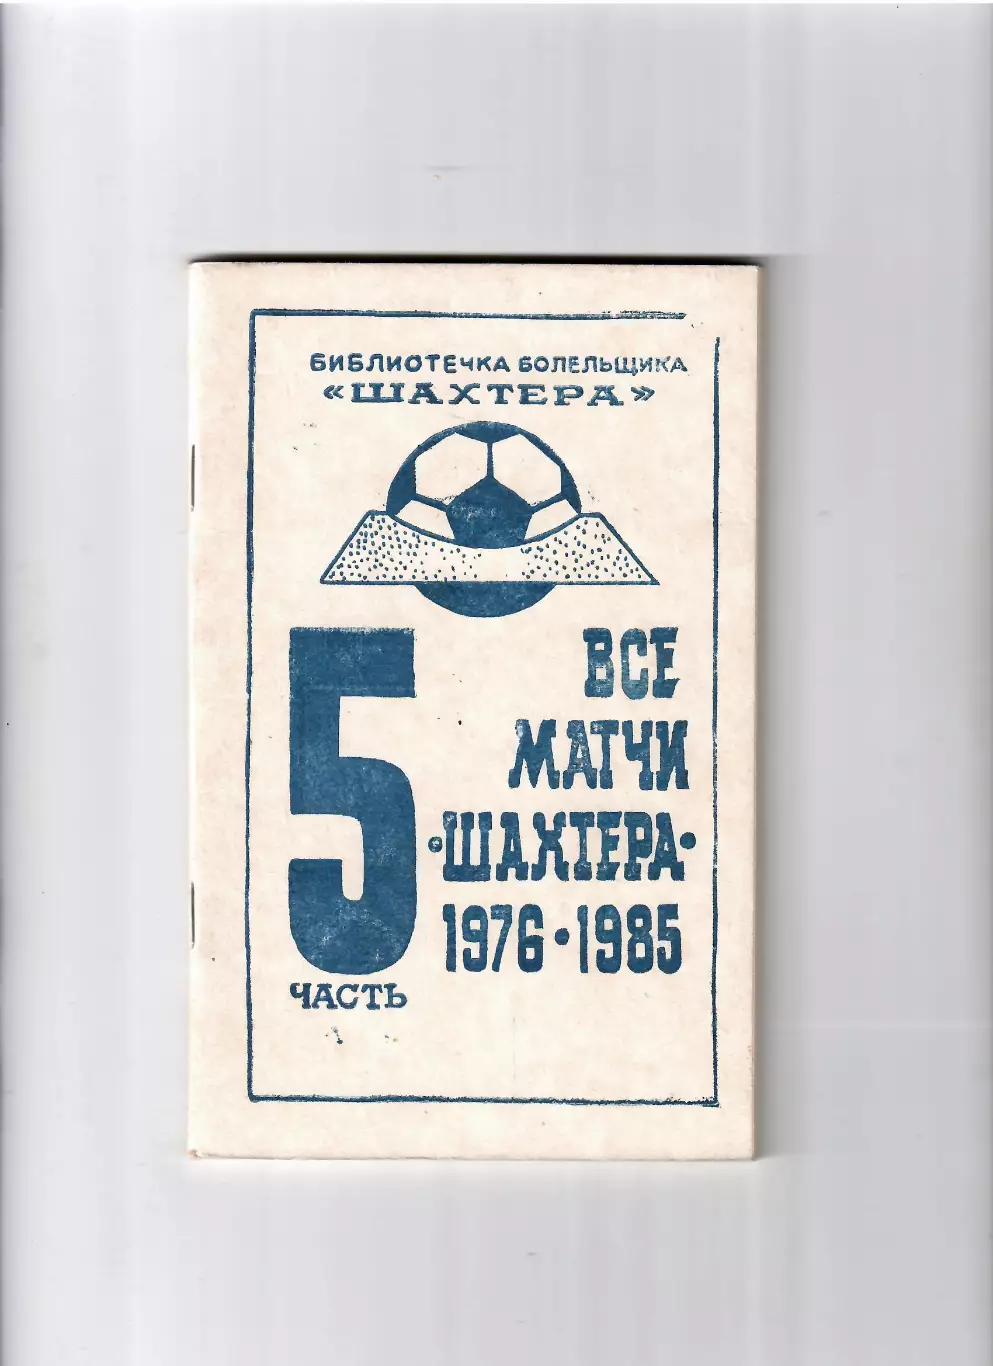 БИБЛИОТЕЧКА БОЛЕЛЬЩИКА
«ШАХТЕРА»
5
ЧАСТЬ
ВСЕ
МАТЧИ
•ШАХТЕРА•
1976•1985